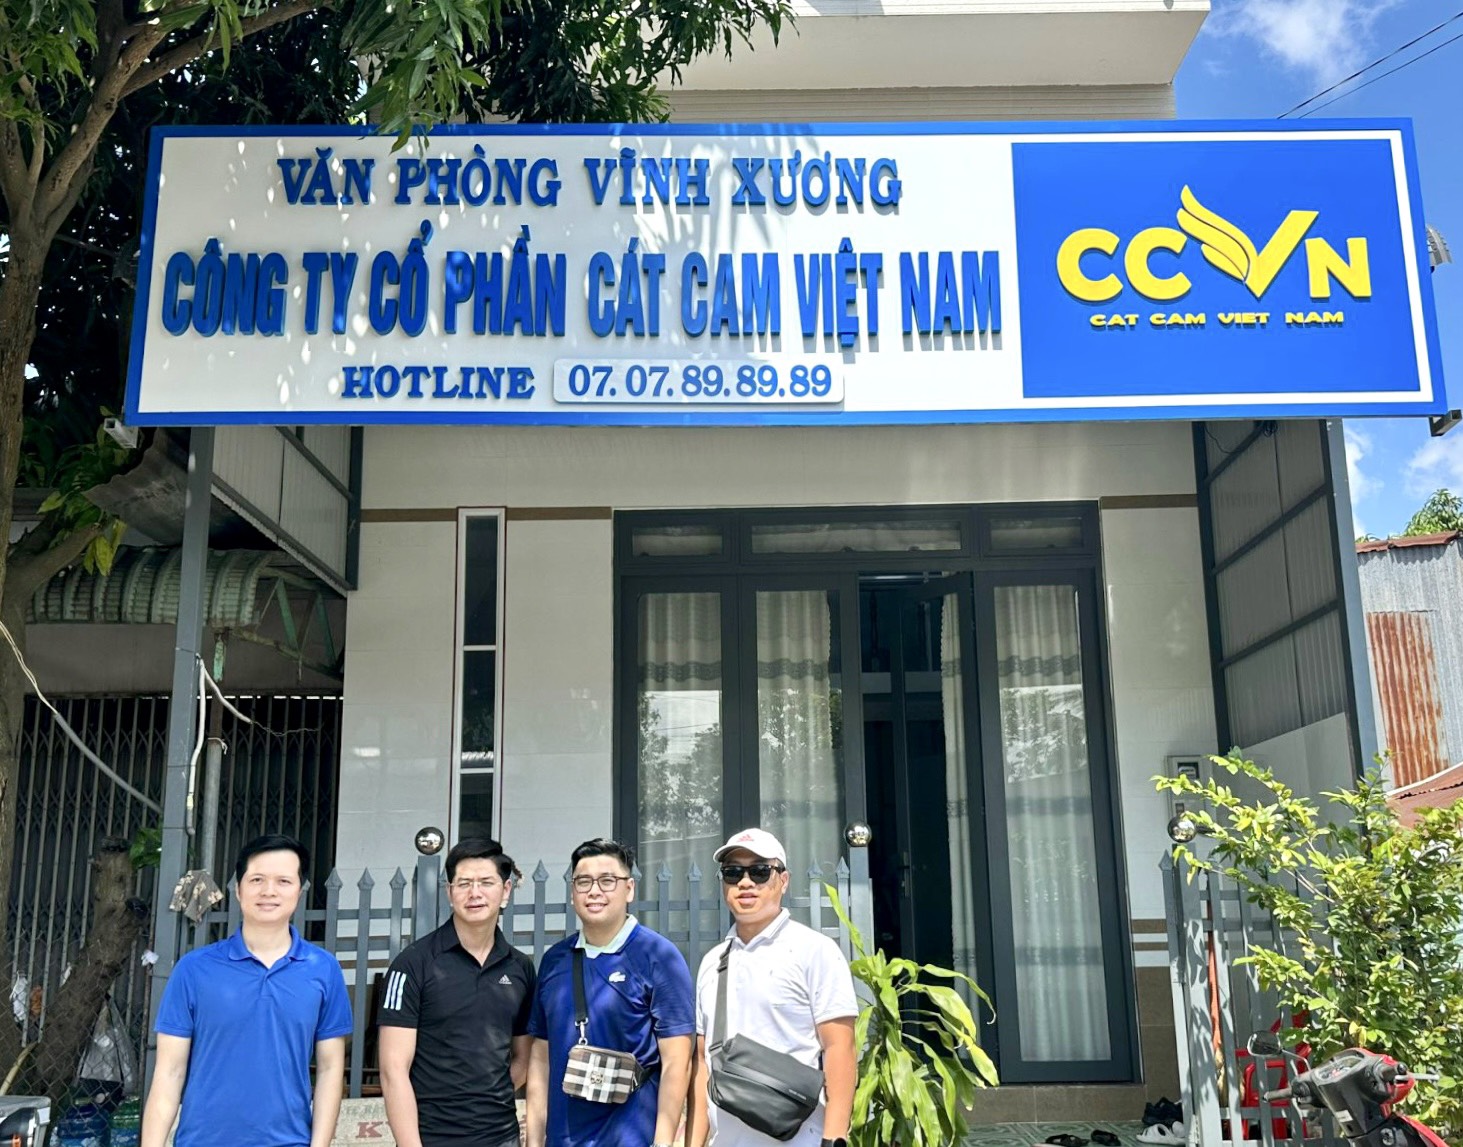 VĂN PHÒNG VĨNH XƯƠNG
CÔNG TY CỔ PHẦN CÁT CAM VIỆT NAM
HOTLINE 07.07.89.89.89
CCVN
CAT CAM VIET NAM
adidas